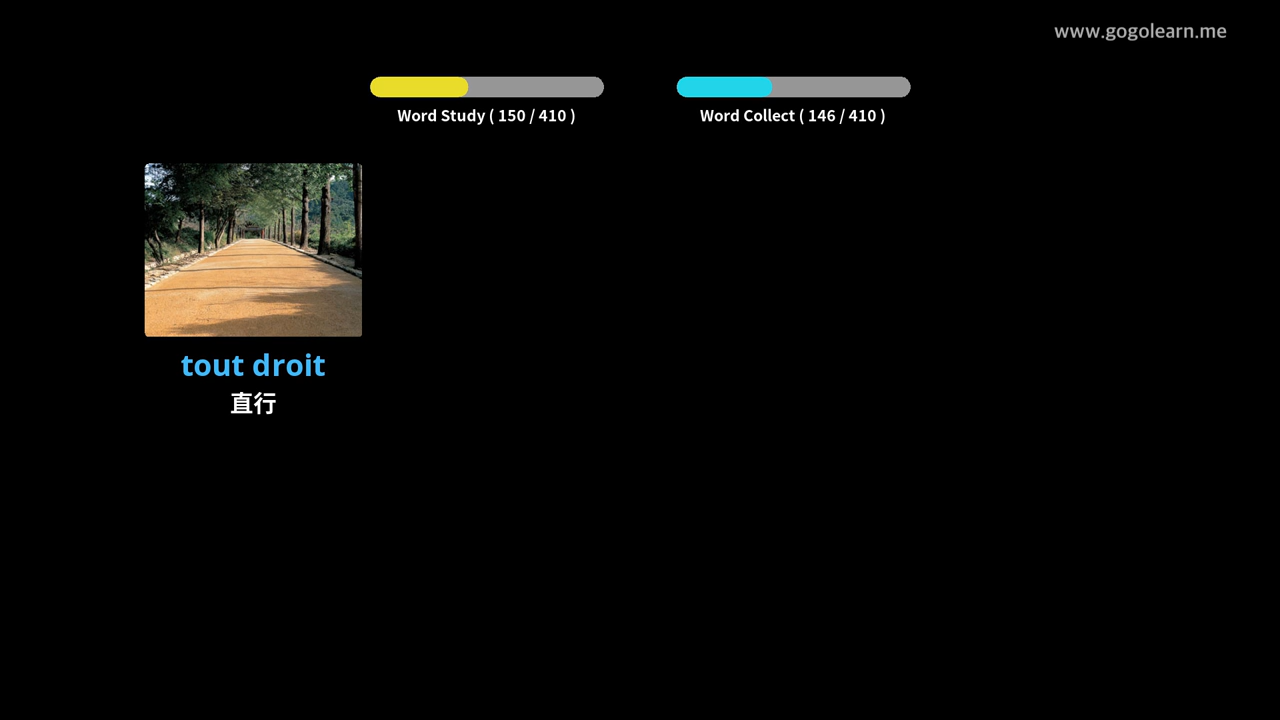 www.gogolearn.me
Word Study ( 150 / 410 )
Word Collect ( 146 / 410 )
tout droit
直行